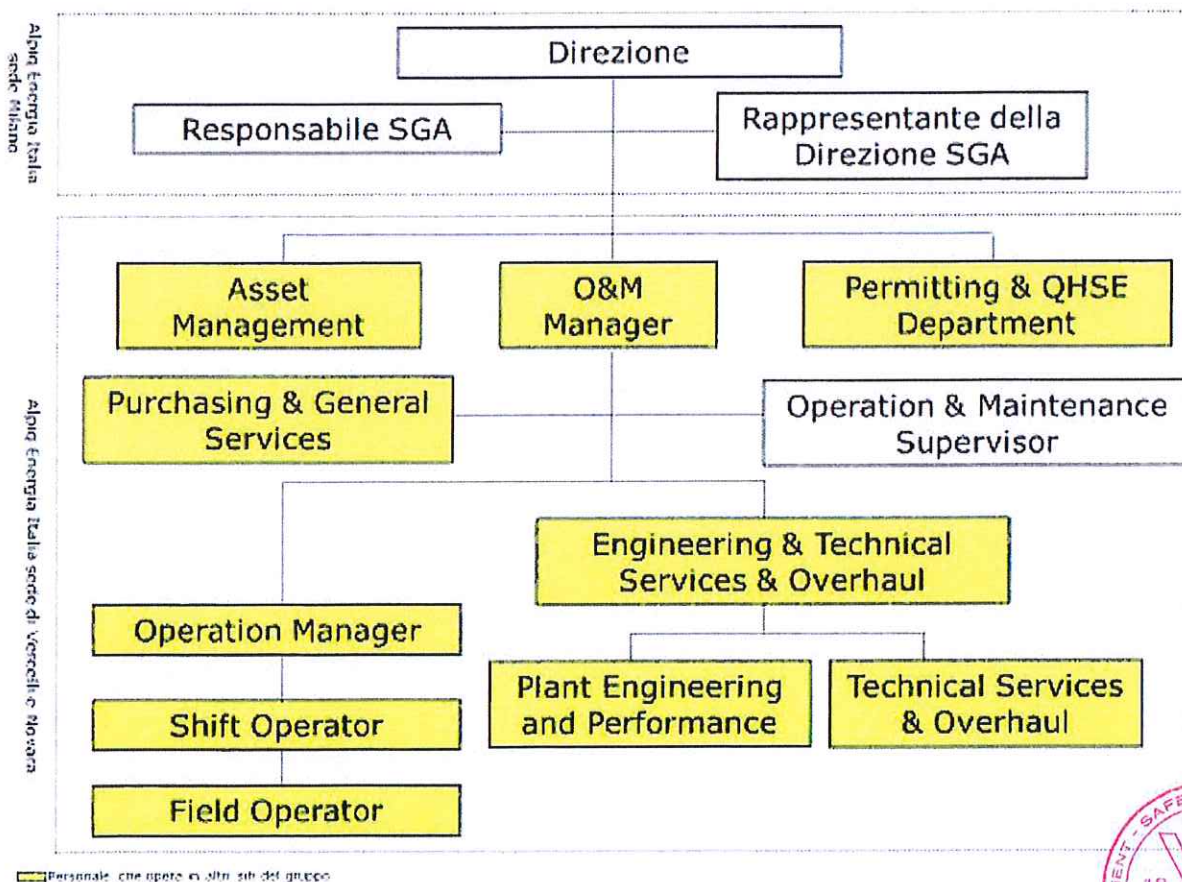 Alpiq Energia Italia
sede Milano
Direzione
Responsabile SGA
Rappresentante della
Direzione SGA
Alpiq Energia Italia sede di Vercelli e Novara
Asset
Management
O&M
Manager
Permitting & QHSE
Department
Purchasing & General
Services
Operation & Maintenance
Supervisor
Engineering & Technical
Services & Overhaul
Operation Manager
Plant Engineering
and Performance
Technical Services
& Overhaul
Shift Operator
Field Operator
Personale che opera in altri siti del gruppo
SAFE